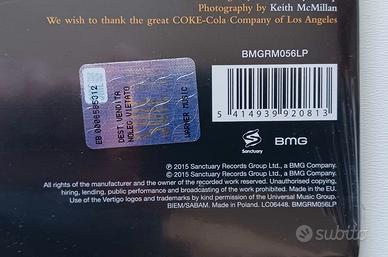 Photography by Keith McMillan
We wish to thank the great COKE-Cola Company of Los Angeles
BMGRM056LP
EB 0006585312
DEST. VENDITA
NOLEG. VIETATO
WARNER MUSIC
5 414939 920813
Sanctuary
BMG
℗ 2015 Sanctuary Records Group Ltd., a BMG Company.
© 2015 Sanctuary Records Group Ltd., a BMG Company.
All rights of the manufacturer and the owner of the recorded work reserved. Unauthorised copying,
hiring, lending, public performance and broadcasting of the work prohibited. Made in the EU.
Use of the Vertigo logos and trademarks by kind permission of the Universal Music Group.
BIEM/SABAM. Made in Poland. LC06448. BMGRM056LP
subito